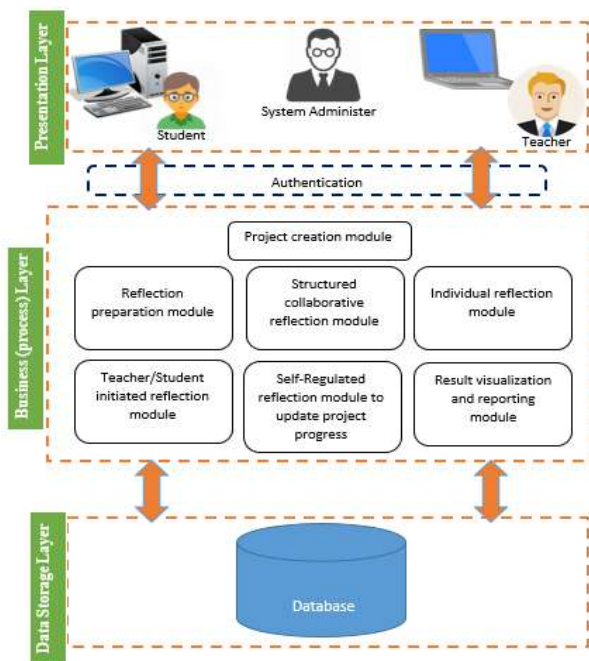 Presentation Layer
Student
System Administer
Teacher
Authentication
Business (process) Layer
Project creation module
Reflection
preparation module
Structured
collaborative
reflection module
Individual reflection
module
Teacher/Student
initiated reflection
module
Self-Regulated
reflection module to
update project
progress
Result visualization
and reporting
module
Data Storage Layer
Database